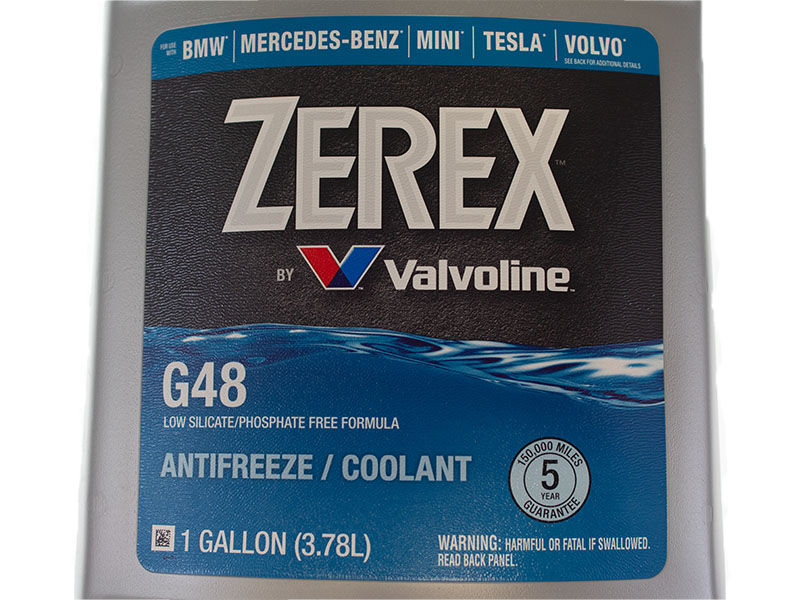 FOR USE WITH BMW* | MERCEDES-BENZ* | MINI* | TESLA* | VOLVO*
SEE BACK FOR ADDITIONAL DETAILS
ZEREX™
BY Valvoline™
G48
LOW SILICATE/PHOSPHATE FREE FORMULA
ANTIFREEZE / COOLANT
150,000 MILES
5
YEAR
GUARANTEE
1 GALLON (3.78L)
WARNING: HARMFUL OR FATAL IF SWALLOWED.
READ BACK PANEL.